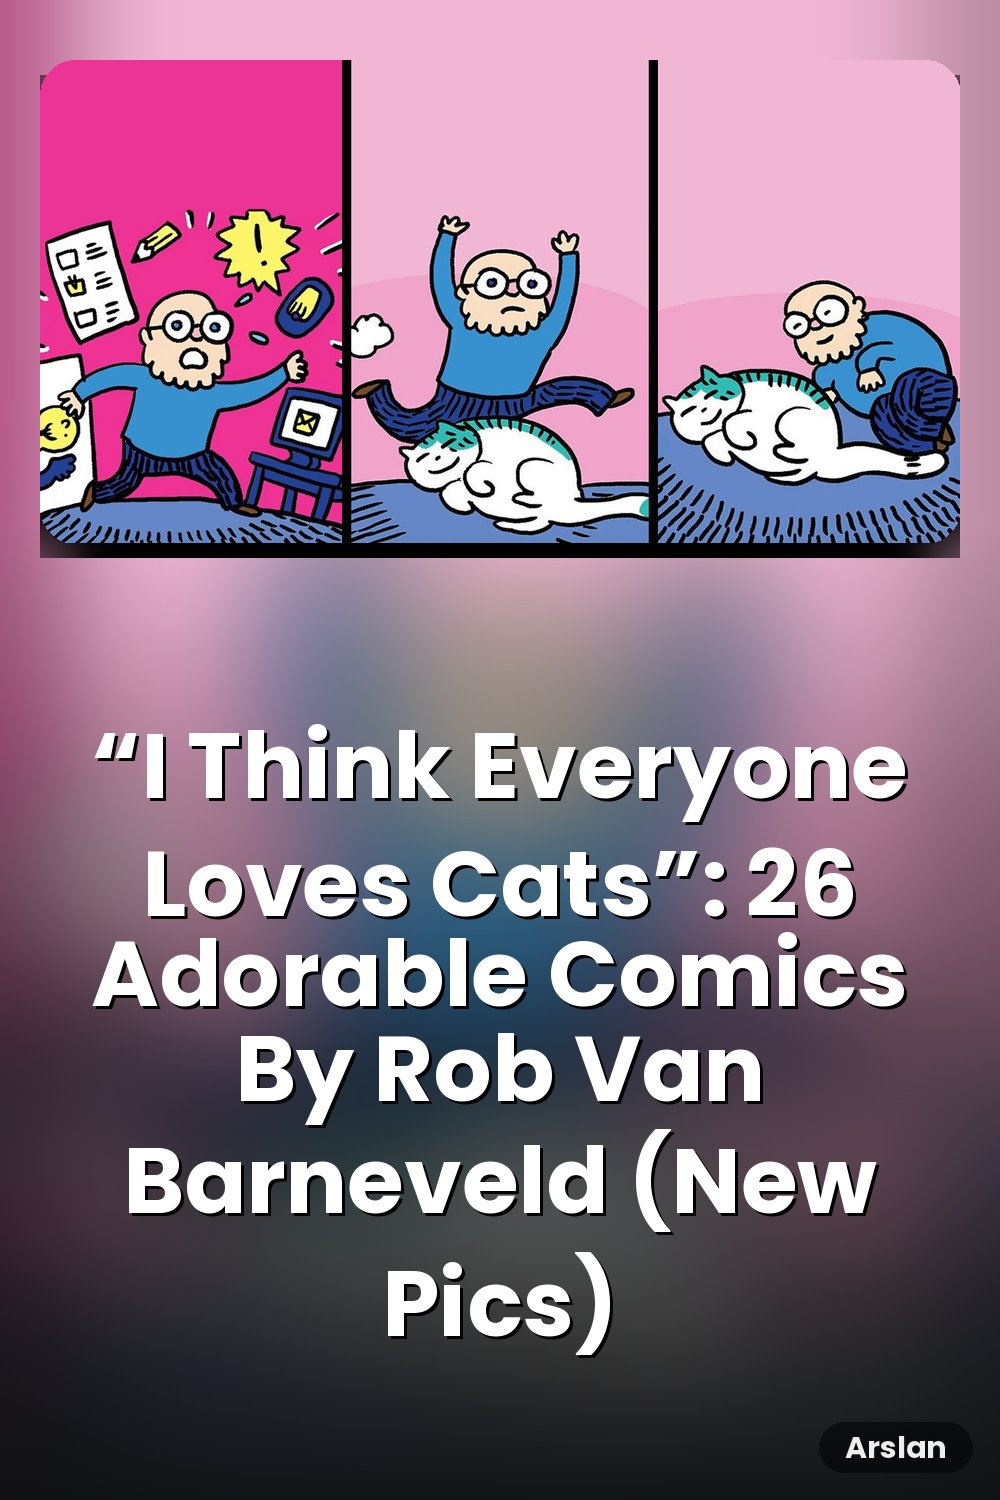 !
“I Think Everyone
Loves Cats”: 26
Adorable Comics
By Rob Van
Barneveld (New
Pics)
Arslan